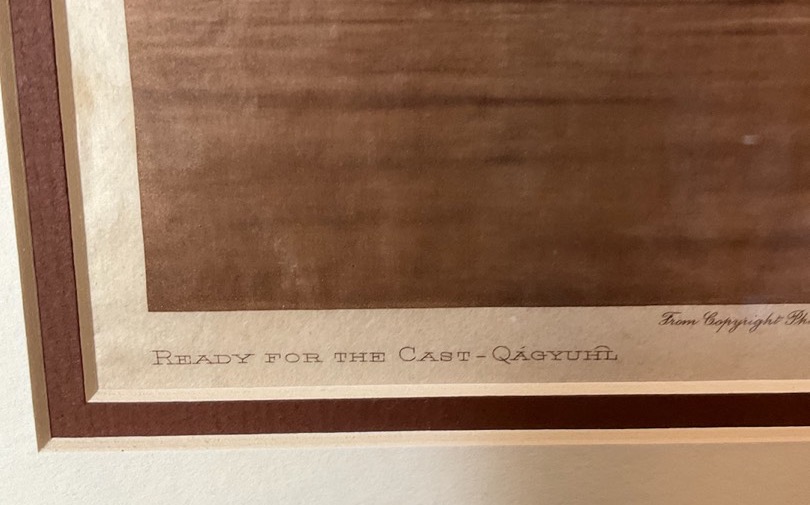 From Copyright
READY FOR THE CAST - QÁGYUHL